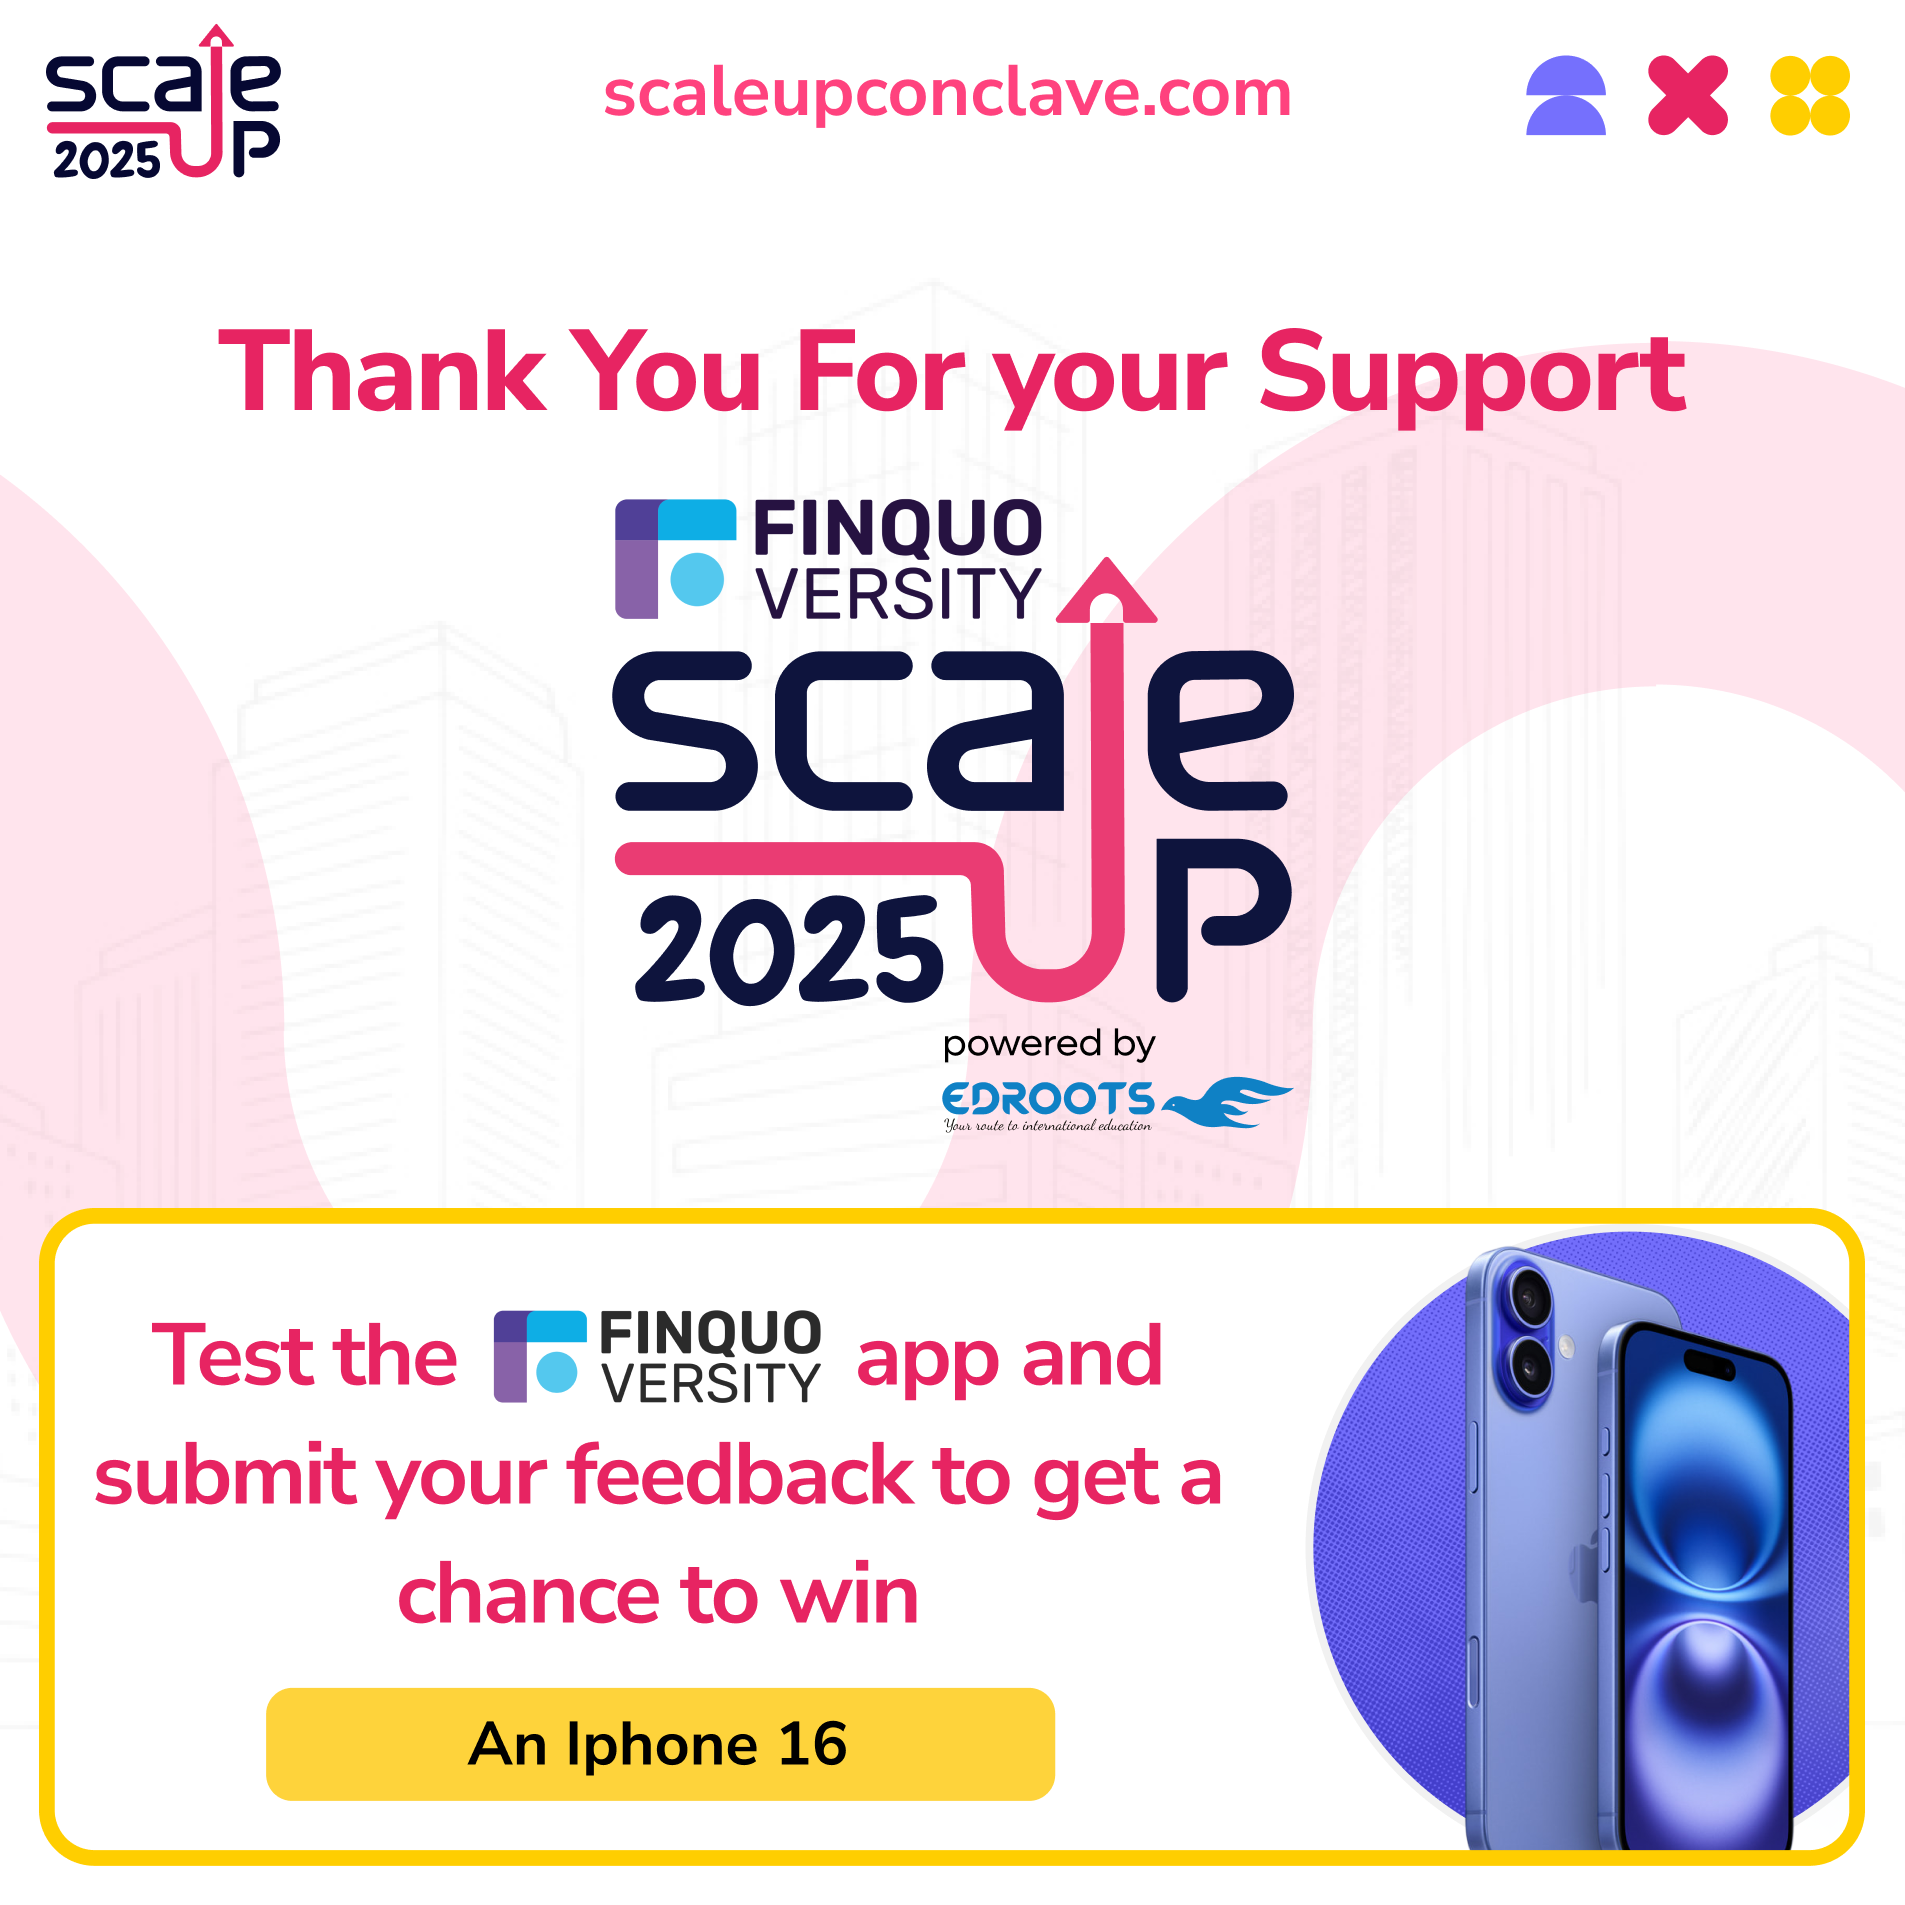 scale
UP
2025
scaleupconclave.com
Thank You For your Support
FINQUO
VERSITY
scale
UP
2025
powered by
EDROOTS
Your route to international education
Test the FINQUO VERSITY app and
submit your feedback to get a
chance to win
An Iphone 16